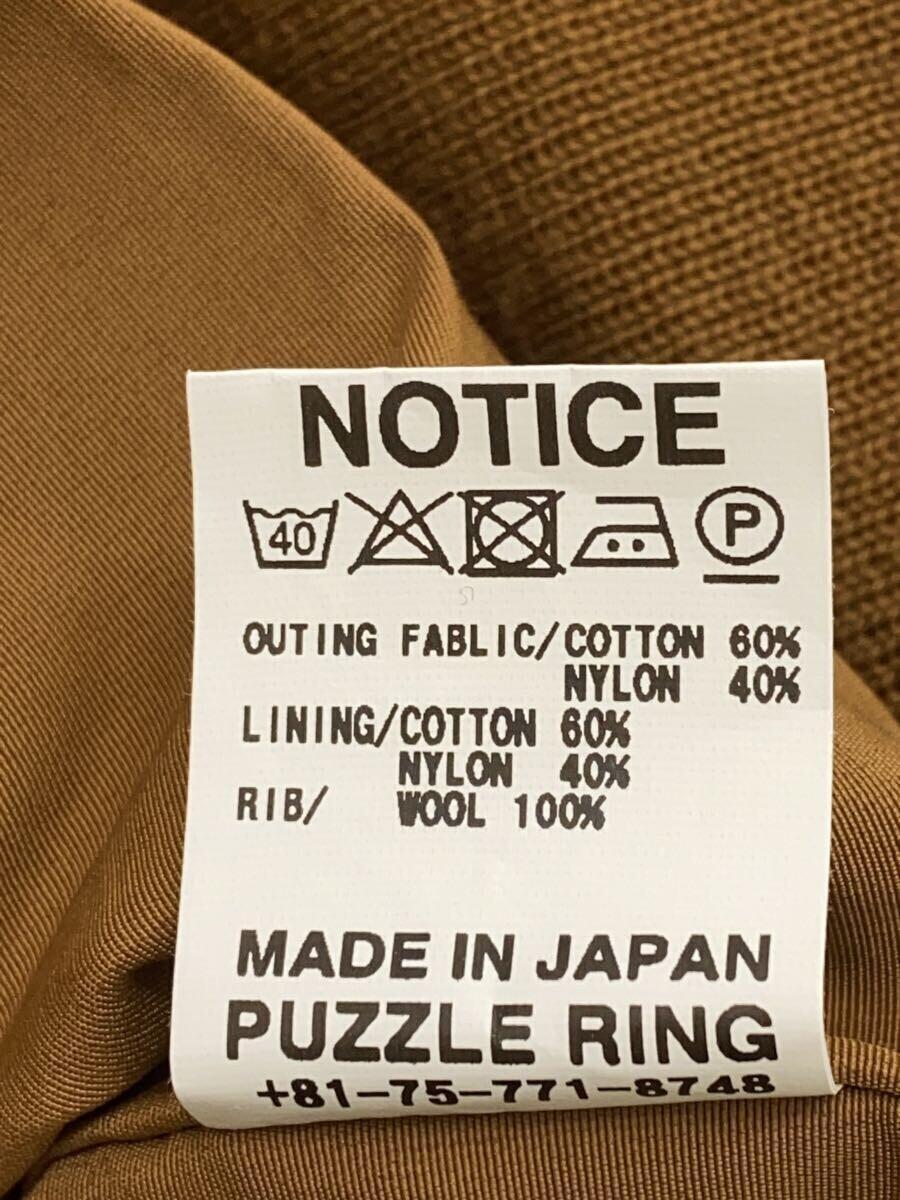 NOTICE
40 P
OUTING FABLIC/COTTON 60%
NYLON 40%
LINING/COTTON 60%
NYLON 40%
RIB/ WOOL 100%
MADE IN JAPAN
PUZZLE RING
+81-75-771-8748